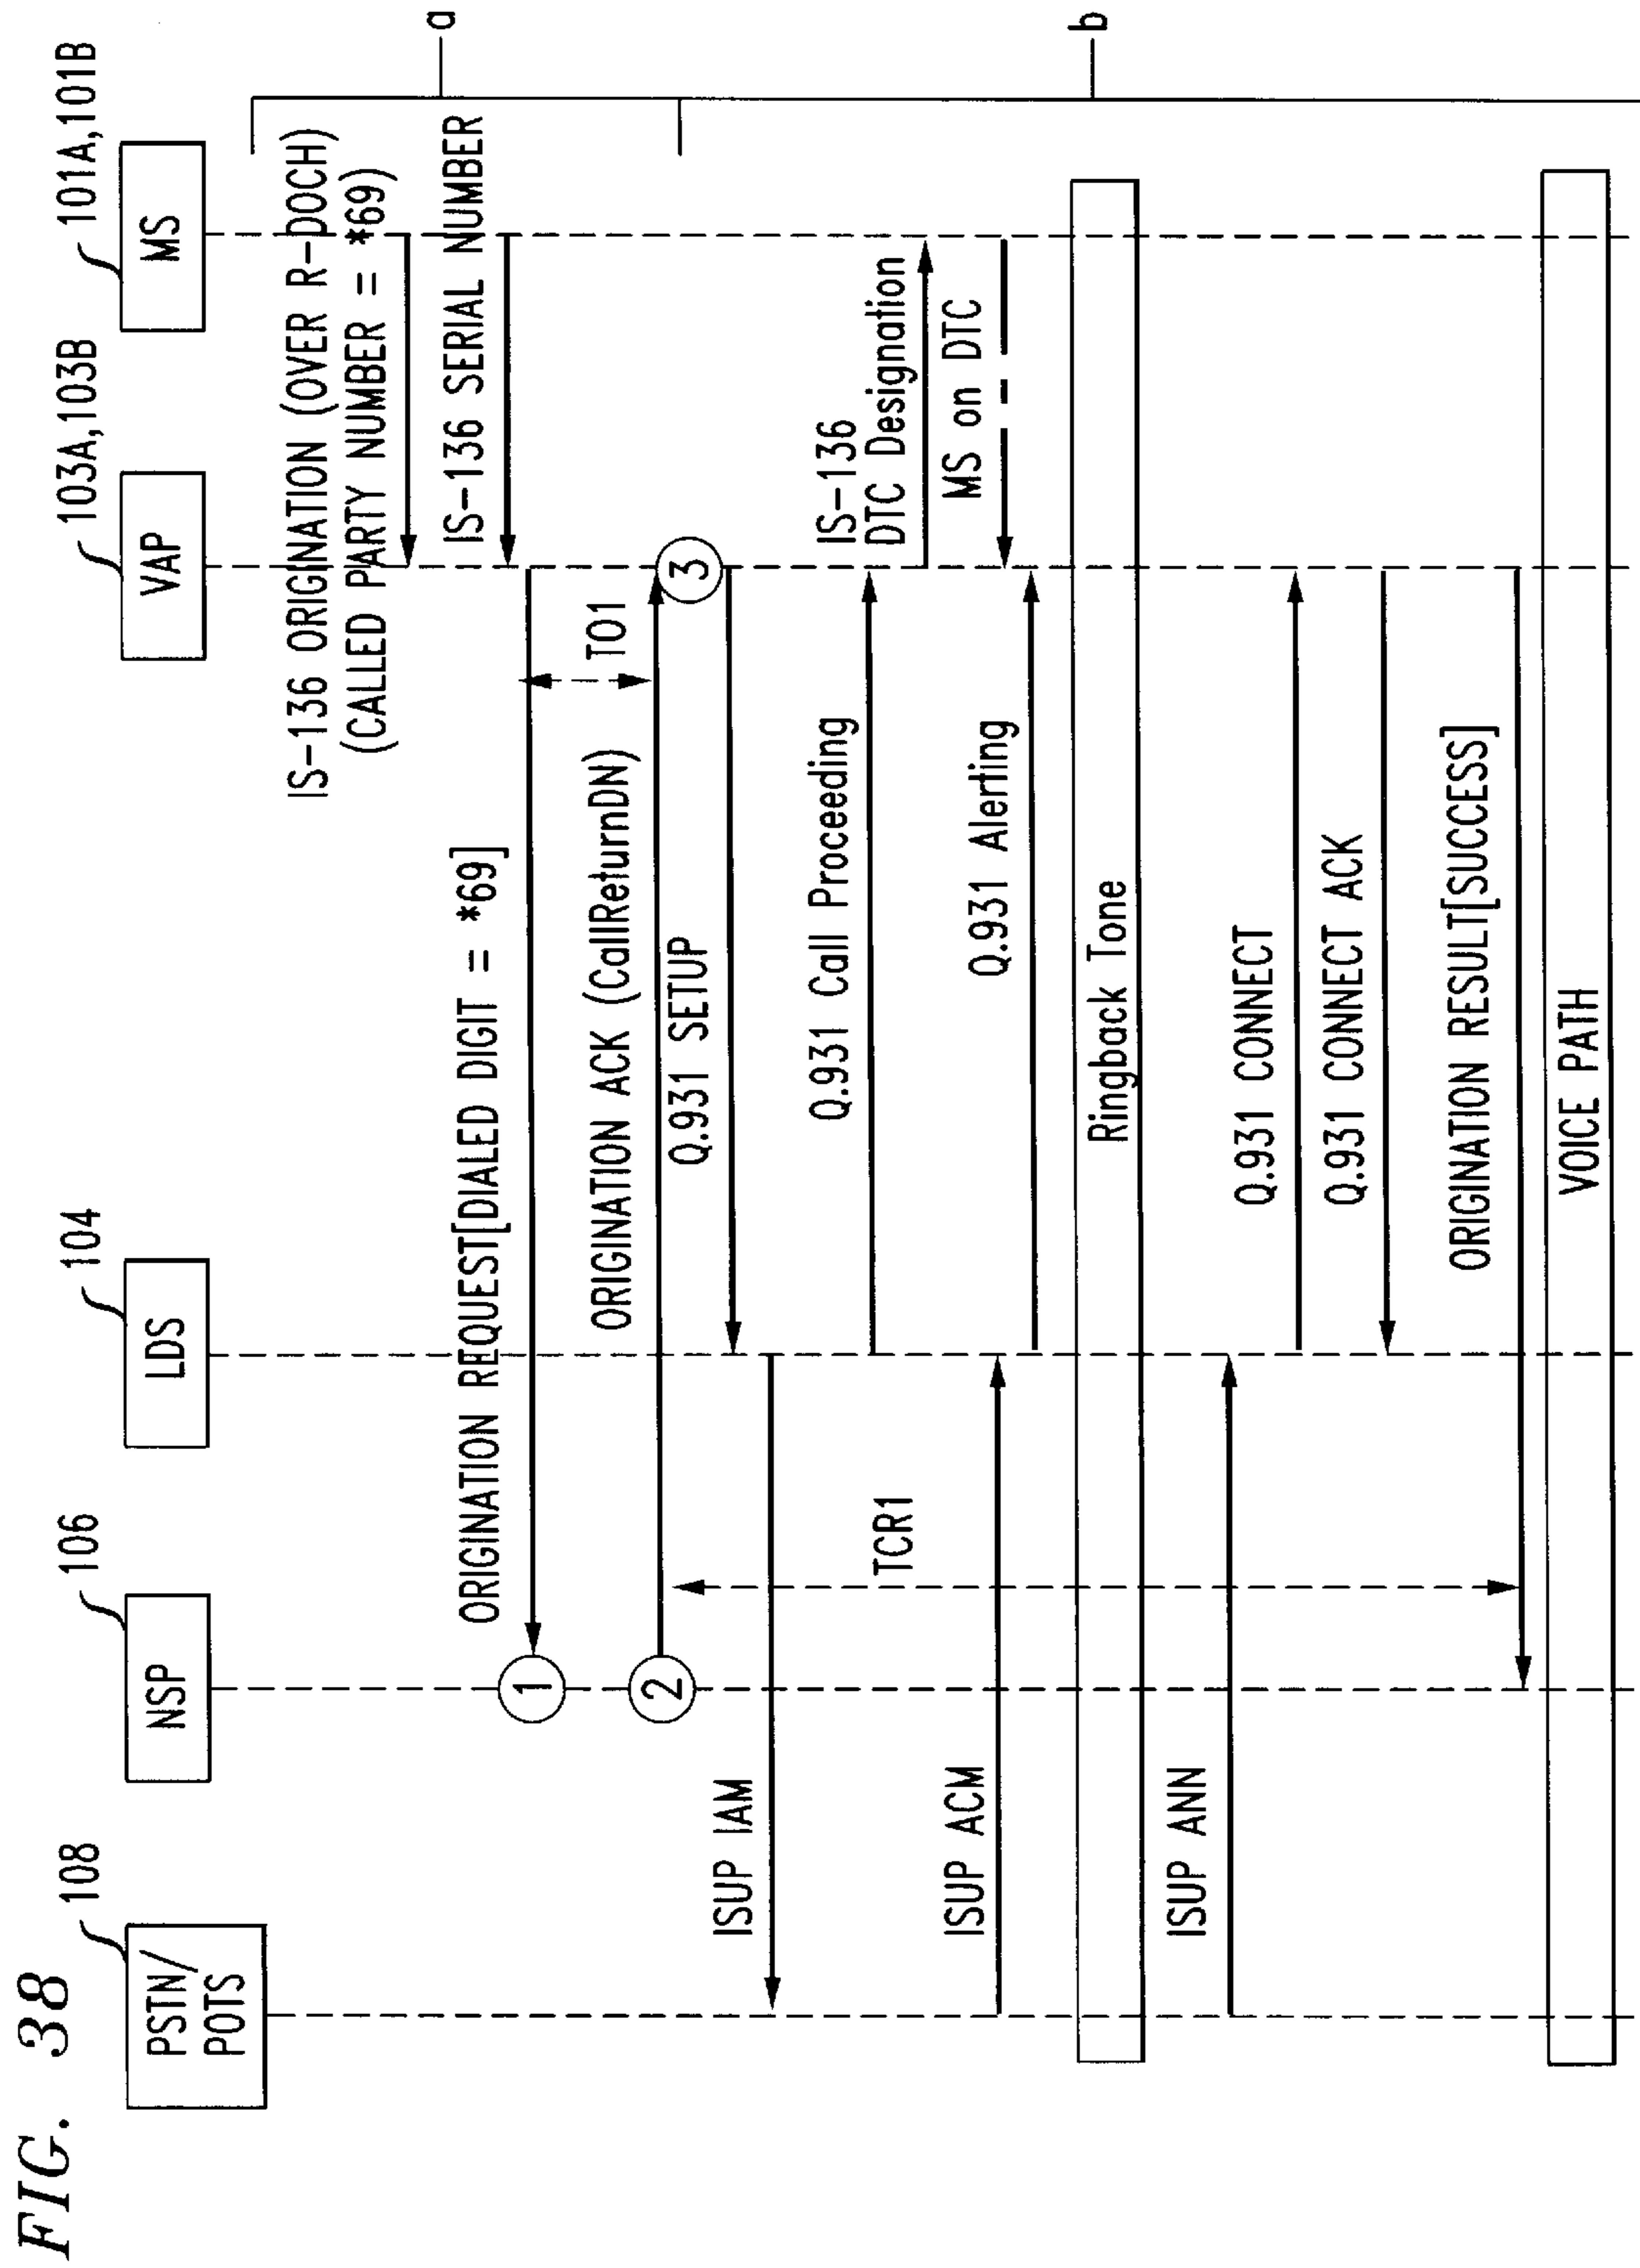 FIG. 38
PSTN/
POTS
108
NSP
106
LDS
104
VAP
103A,103B
MS
101A,101B
IS-136 ORIGINATION (OVER R-DOCH)
(CALLED PARTY NUMBER = *69)
a
IS-136 SERIAL NUMBER
ORIGINATION REQUEST[DIALED DIGIT = *69]
1
TO1
ORIGINATION ACK (CallReturnDN)
2
3
Q.931 SETUP
ISUP IAM
Q.931 Call Proceeding
TCR1
IS-136
DTC Designation
MS on DTC
ISUP ACM
Q.931 Alerting
b
Ringback Tone
ISUP ANN
Q.931 CONNECT
Q.931 CONNECT ACK
ORIGINATION RESULT[SUCCESS]
VOICE PATH